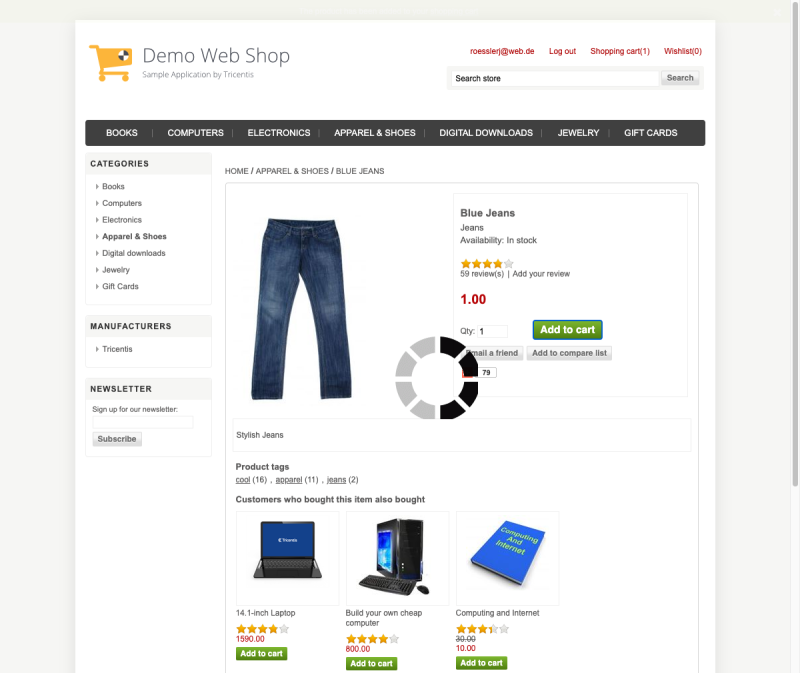 Demo Web Shop
Sample Application by Tricentis
roesslerj@web.de Log out Shopping cart(1) Wishlist(0)
Search store Search
BOOKS COMPUTERS ELECTRONICS APPAREL & SHOES DIGITAL DOWNLOADS JEWELRY GIFT CARDS
CATEGORIES
Books
Computers
Electronics
Apparel & Shoes
Digital downloads
Jewelry
Gift Cards
MANUFACTURERS
Tricentis
NEWSLETTER
Sign up for our newsletter:
Subscribe
HOME / APPAREL & SHOES / BLUE JEANS
Blue Jeans
Jeans
Availability: In stock
59 review(s) | Add your review
1.00
Qty: 1 Add to cart
mail a friend Add to compare list
79
Stylish Jeans
Product tags
cool (16) , apparel (11) , jeans (2)
Customers who bought this item also bought
Tricentis
Computing
And
Internet
14.1-inch Laptop
1590.00
Add to cart
Build your own cheap
computer
800.00
Add to cart
Computing and Internet
30.00
10.00
Add to cart